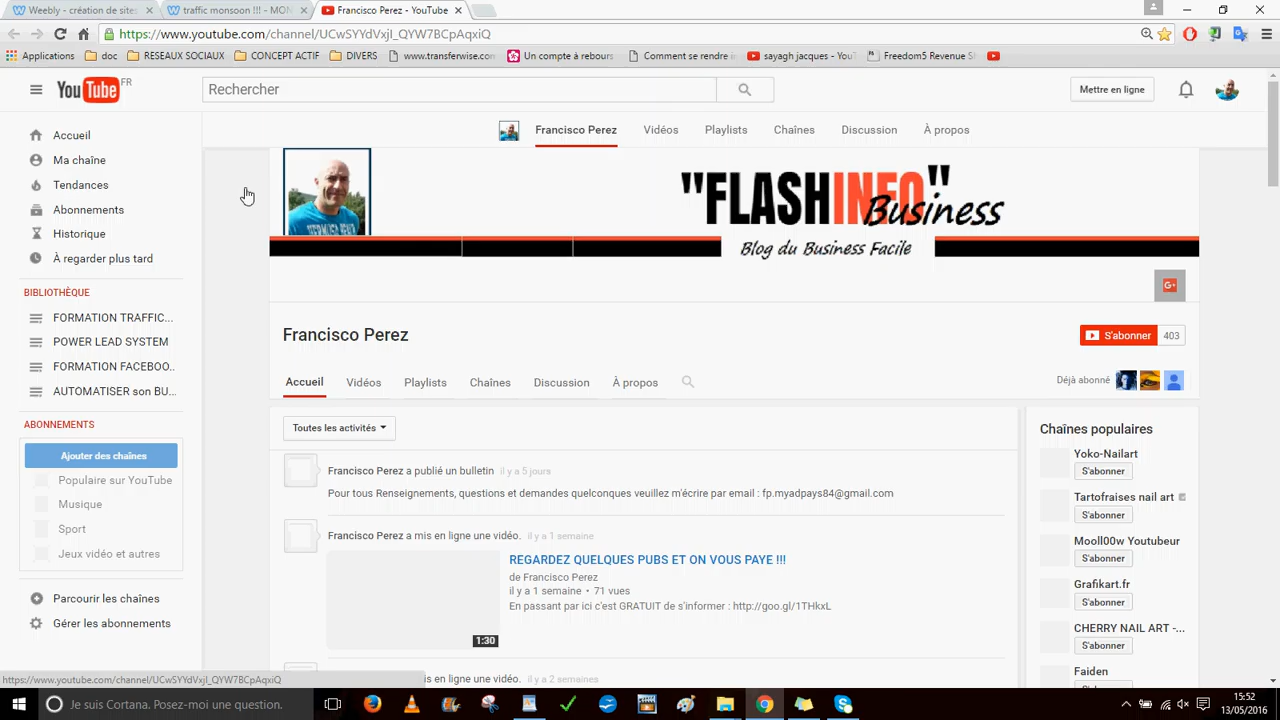 Weebly - création de sites
traffic monsoon !!! - MON
Francisco Perez - YouTube
https://www.youtube.com/channel/UCwSYYdVxjI_QYW7BCpAqxiQ
Applications
doc
RESEAUX SOCIAUX
CONCEPT'ACTIF
DIVERS
www.transferwise.com
Un compte à rebours
Comment se rendre i
sayagh jacques - YouT
Freedom5 Revenue Sh
YouTube FR
Rechercher
Mettre en ligne
Francisco Perez
Vidéos
Playlists
Chaînes
Discussion
À propos
Accueil
Ma chaîne
Tendances
Abonnements
Historique
À regarder plus tard
BIBLIOTHÈQUE
FORMATION TRAFFIC...
POWER LEAD SYSTEM
FORMATION FACEBOO..
AUTOMATISER son BU...
ABONNEMENTS
Ajouter des chaînes
Populaire sur YouTube
Musique
Sport
Jeux vidéo et autres
Parcourir les chaînes
Gérer les abonnements
"FLASHINFO"
Business
Blog du Business Facile
Francisco Perez
S'abonner
403
Accueil
Vidéos
Playlists
Chaînes
Discussion
À propos
Déjà abonné
Toutes les activités
Francisco Perez a publié un bulletin il y a 5 jours
Pour tous Renseignements, questions et demandes quelconques veuillez m'écrire par email : fp.myadpays84@gmail.com
Francisco Perez a mis en ligne une vidéo. il y a 1 semaine
REGARDEZ QUELQUES PUBS ET ON VOUS PAYE !!!
de Francisco Perez
il y a 1 semaine • 71 vues
En passant par ici c'est GRATUIT de s'informer : http://goo.gl/1THkxL
1:30
is en ligne une vidéo. il y a 2 semaines
Chaînes populaires
Yoko-Nailart
S'abonner
Tartofraises nail art
S'abonner
Mooll00w Youtubeur
S'abonner
Grafikart.fr
S'abonner
CHERRY NAIL ART -...
S'abonner
Faiden
S'abonner
https://www.youtube.com/channel/UCwSYYdVxjI_QYW7BCpAqxiQ
Je suis Cortana. Posez-moi une question.
15:52
13/05/2016